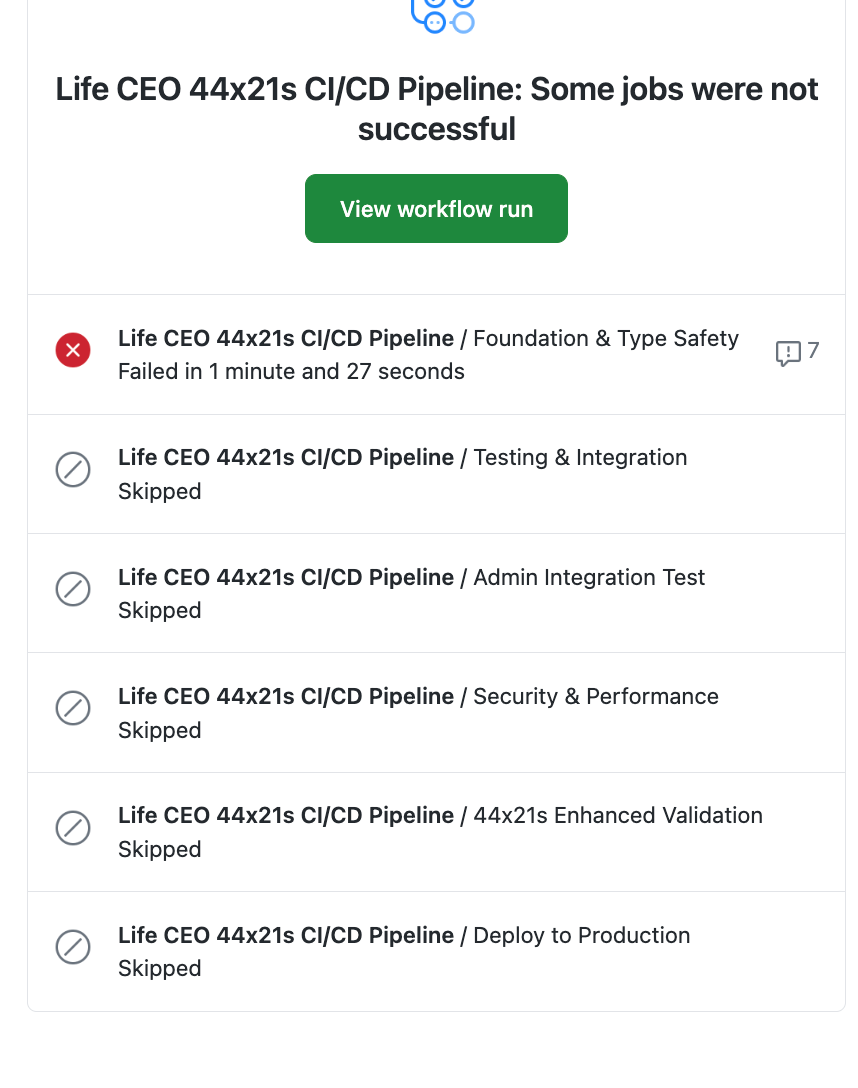 Life CEO 44x21s CI/CD Pipeline: Some jobs were not
successful
View workflow run
Life CEO 44x21s CI/CD Pipeline / Foundation & Type Safety
Failed in 1 minute and 27 seconds
7
Life CEO 44x21s CI/CD Pipeline / Testing & Integration
Skipped
Life CEO 44x21s CI/CD Pipeline / Admin Integration Test
Skipped
Life CEO 44x21s CI/CD Pipeline / Security & Performance
Skipped
Life CEO 44x21s CI/CD Pipeline / 44x21s Enhanced Validation
Skipped
Life CEO 44x21s CI/CD Pipeline / Deploy to Production
Skipped